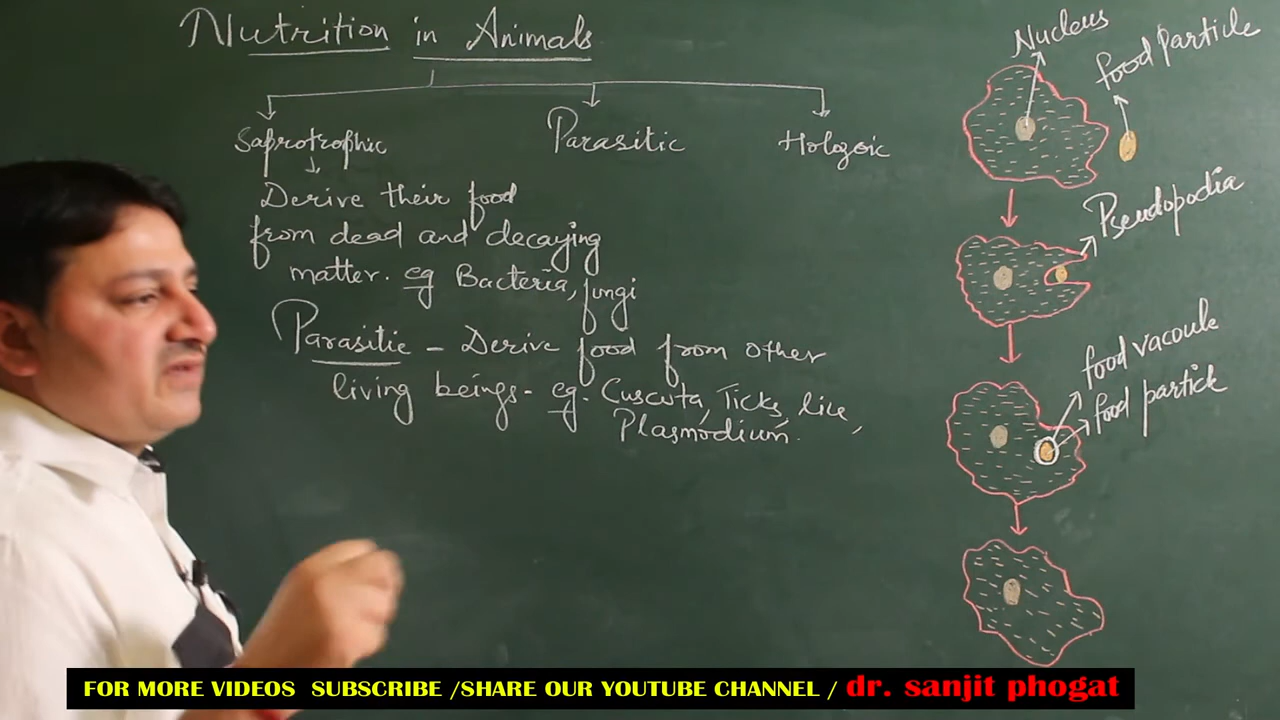 Nutrition in Animals
Saprotrophic
Parasitic
Holozoic
Derive their food
from dead and decaying
matter. eg Bacteria, fungi
Parasitic - Derive food from other
living beings. eg. Cuscuta, Ticks, lice,
Plasmodium.
Nucleus
food particle
Pseudopodia
food vacoule
food particle
FOR MORE VIDEOS SUBSCRIBE /SHARE OUR YOUTUBE CHANNEL / dr. sanjit phogat